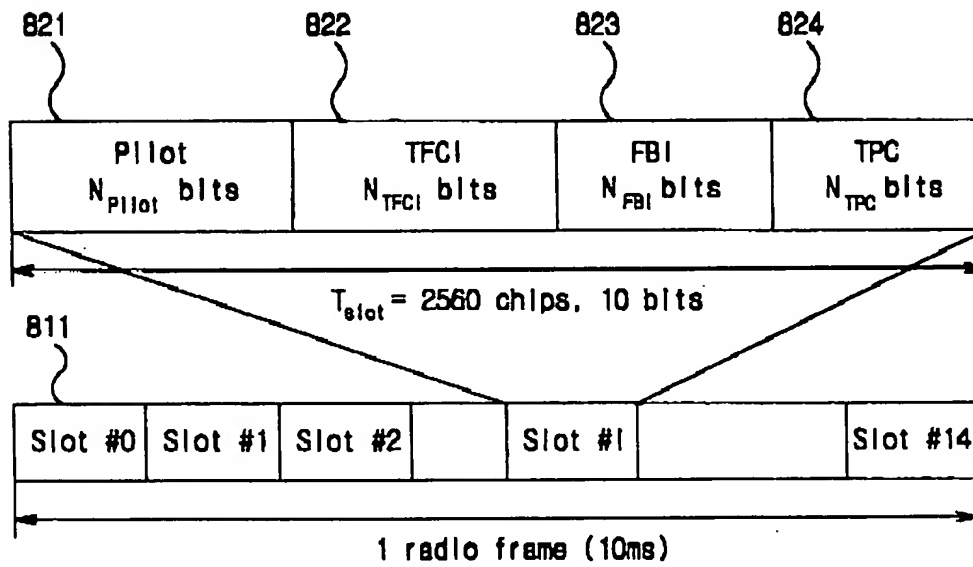 821 822 823 824
Pilot TFCI FBI TPC
N_Pilot bits N_TFCI bits N_FBI bits N_TPC bits
T_slot = 2560 chips, 10 bits
811
Slot #0 Slot #1 Slot #2 Slot #i Slot #14
1 radio frame (10ms)